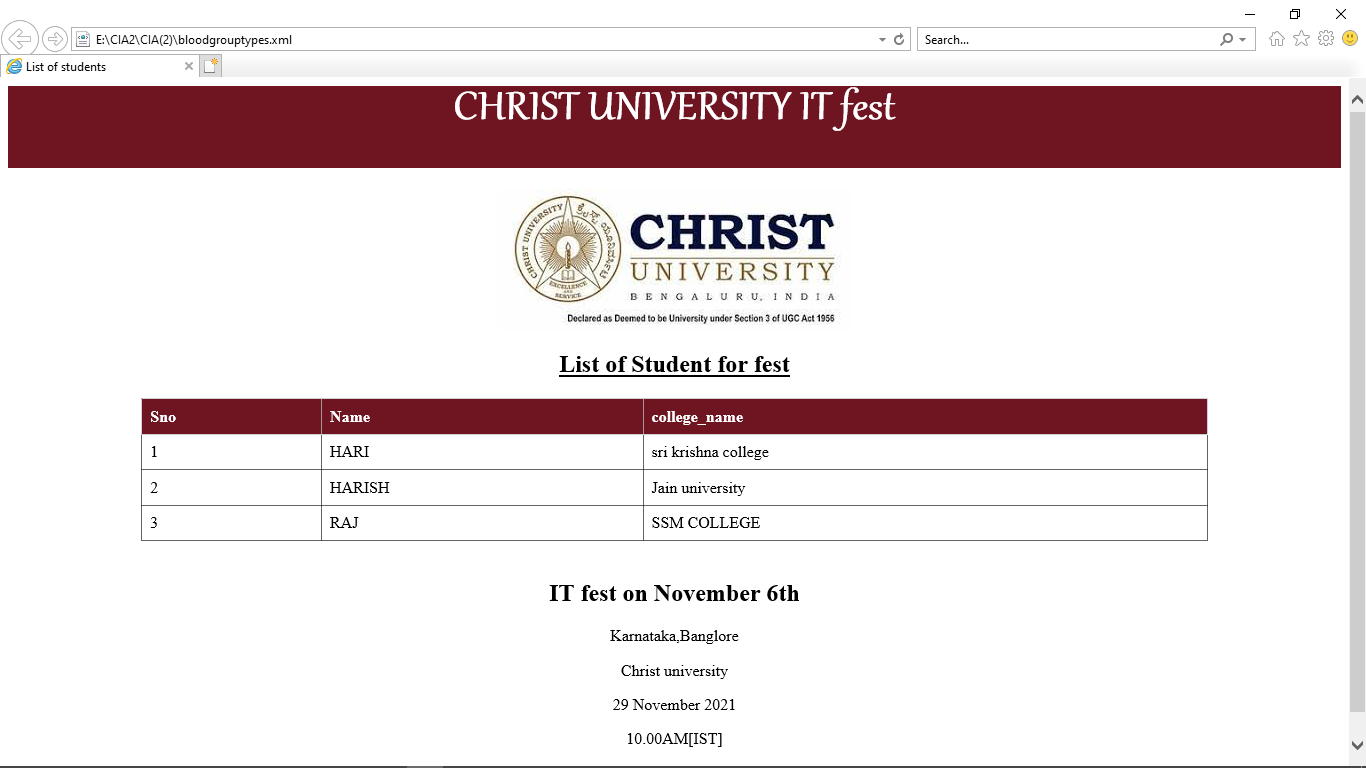 E:\CIA2\CIA(2)\bloodgrouptypes.xml
Search...
List of students
CHRIST UNIVERSITY IT fest
CHRIST UNIVERSITY
EXCELLENCE AND SERVICE
CHRIST
UNIVERSITY
BENGALURU, INDIA
Declared as Deemed to be University under Section 3 of UGC Act 1956
List of Student for fest
Sno Name college_name
1 HARI sri krishna college
2 HARISH Jain university
3 RAJ SSM COLLEGE
IT fest on November 6th
Karnataka,Banglore
Christ university
29 November 2021
10.00AM[IST]